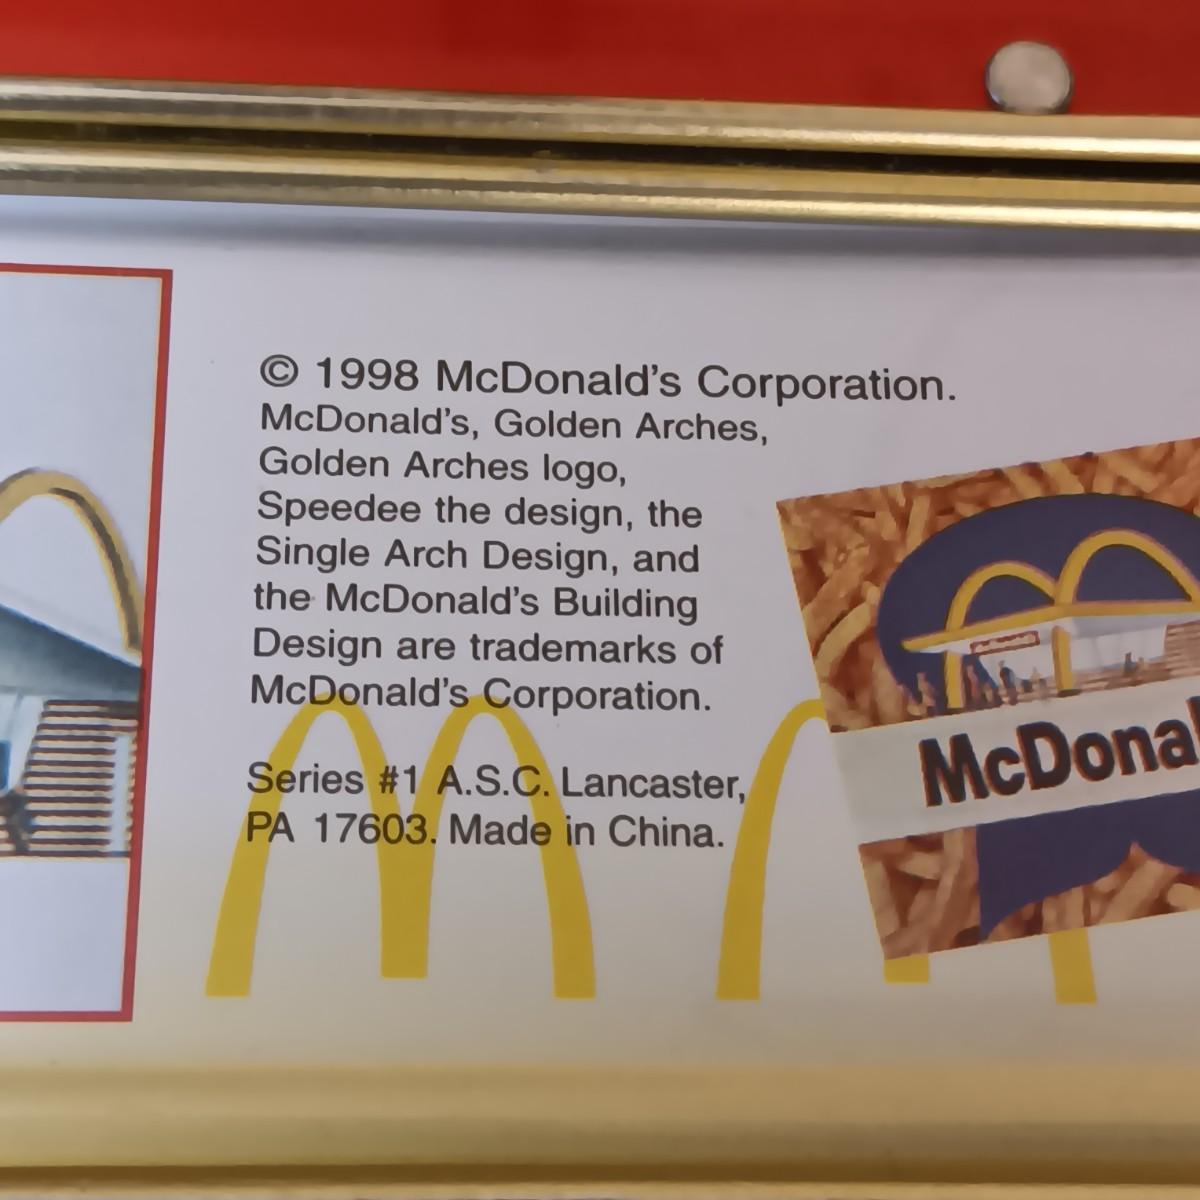 © 1998 McDonald's Corporation.
McDonald's, Golden Arches,
Golden Arches logo,
Speedee the design, the
Single Arch Design, and
the McDonald's Building
Design are trademarks of
McDonald's Corporation.
Series #1 A.S.C. Lancaster,
PA 17603. Made in China.
McDonal